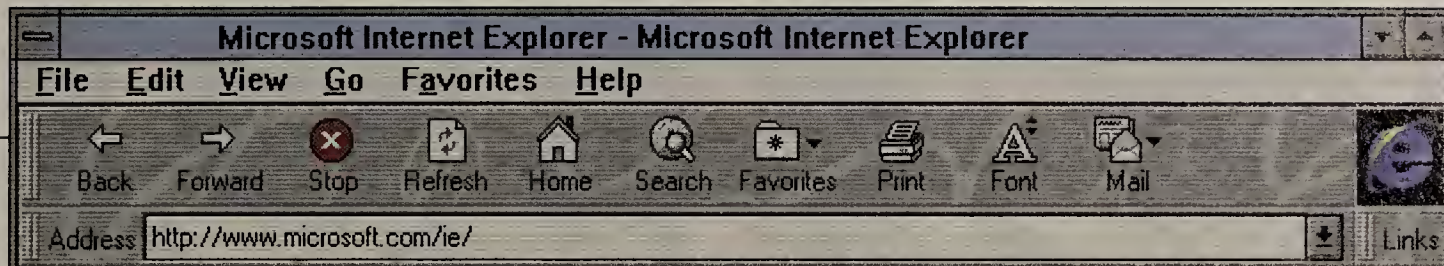 Microsoft Internet Explorer - Microsoft Internet Explorer
File Edit View Go Favorites Help
Back Forward Stop Refresh Home Search Favorites Print Font Mail
Address http://www.microsoft.com/ie/ Links